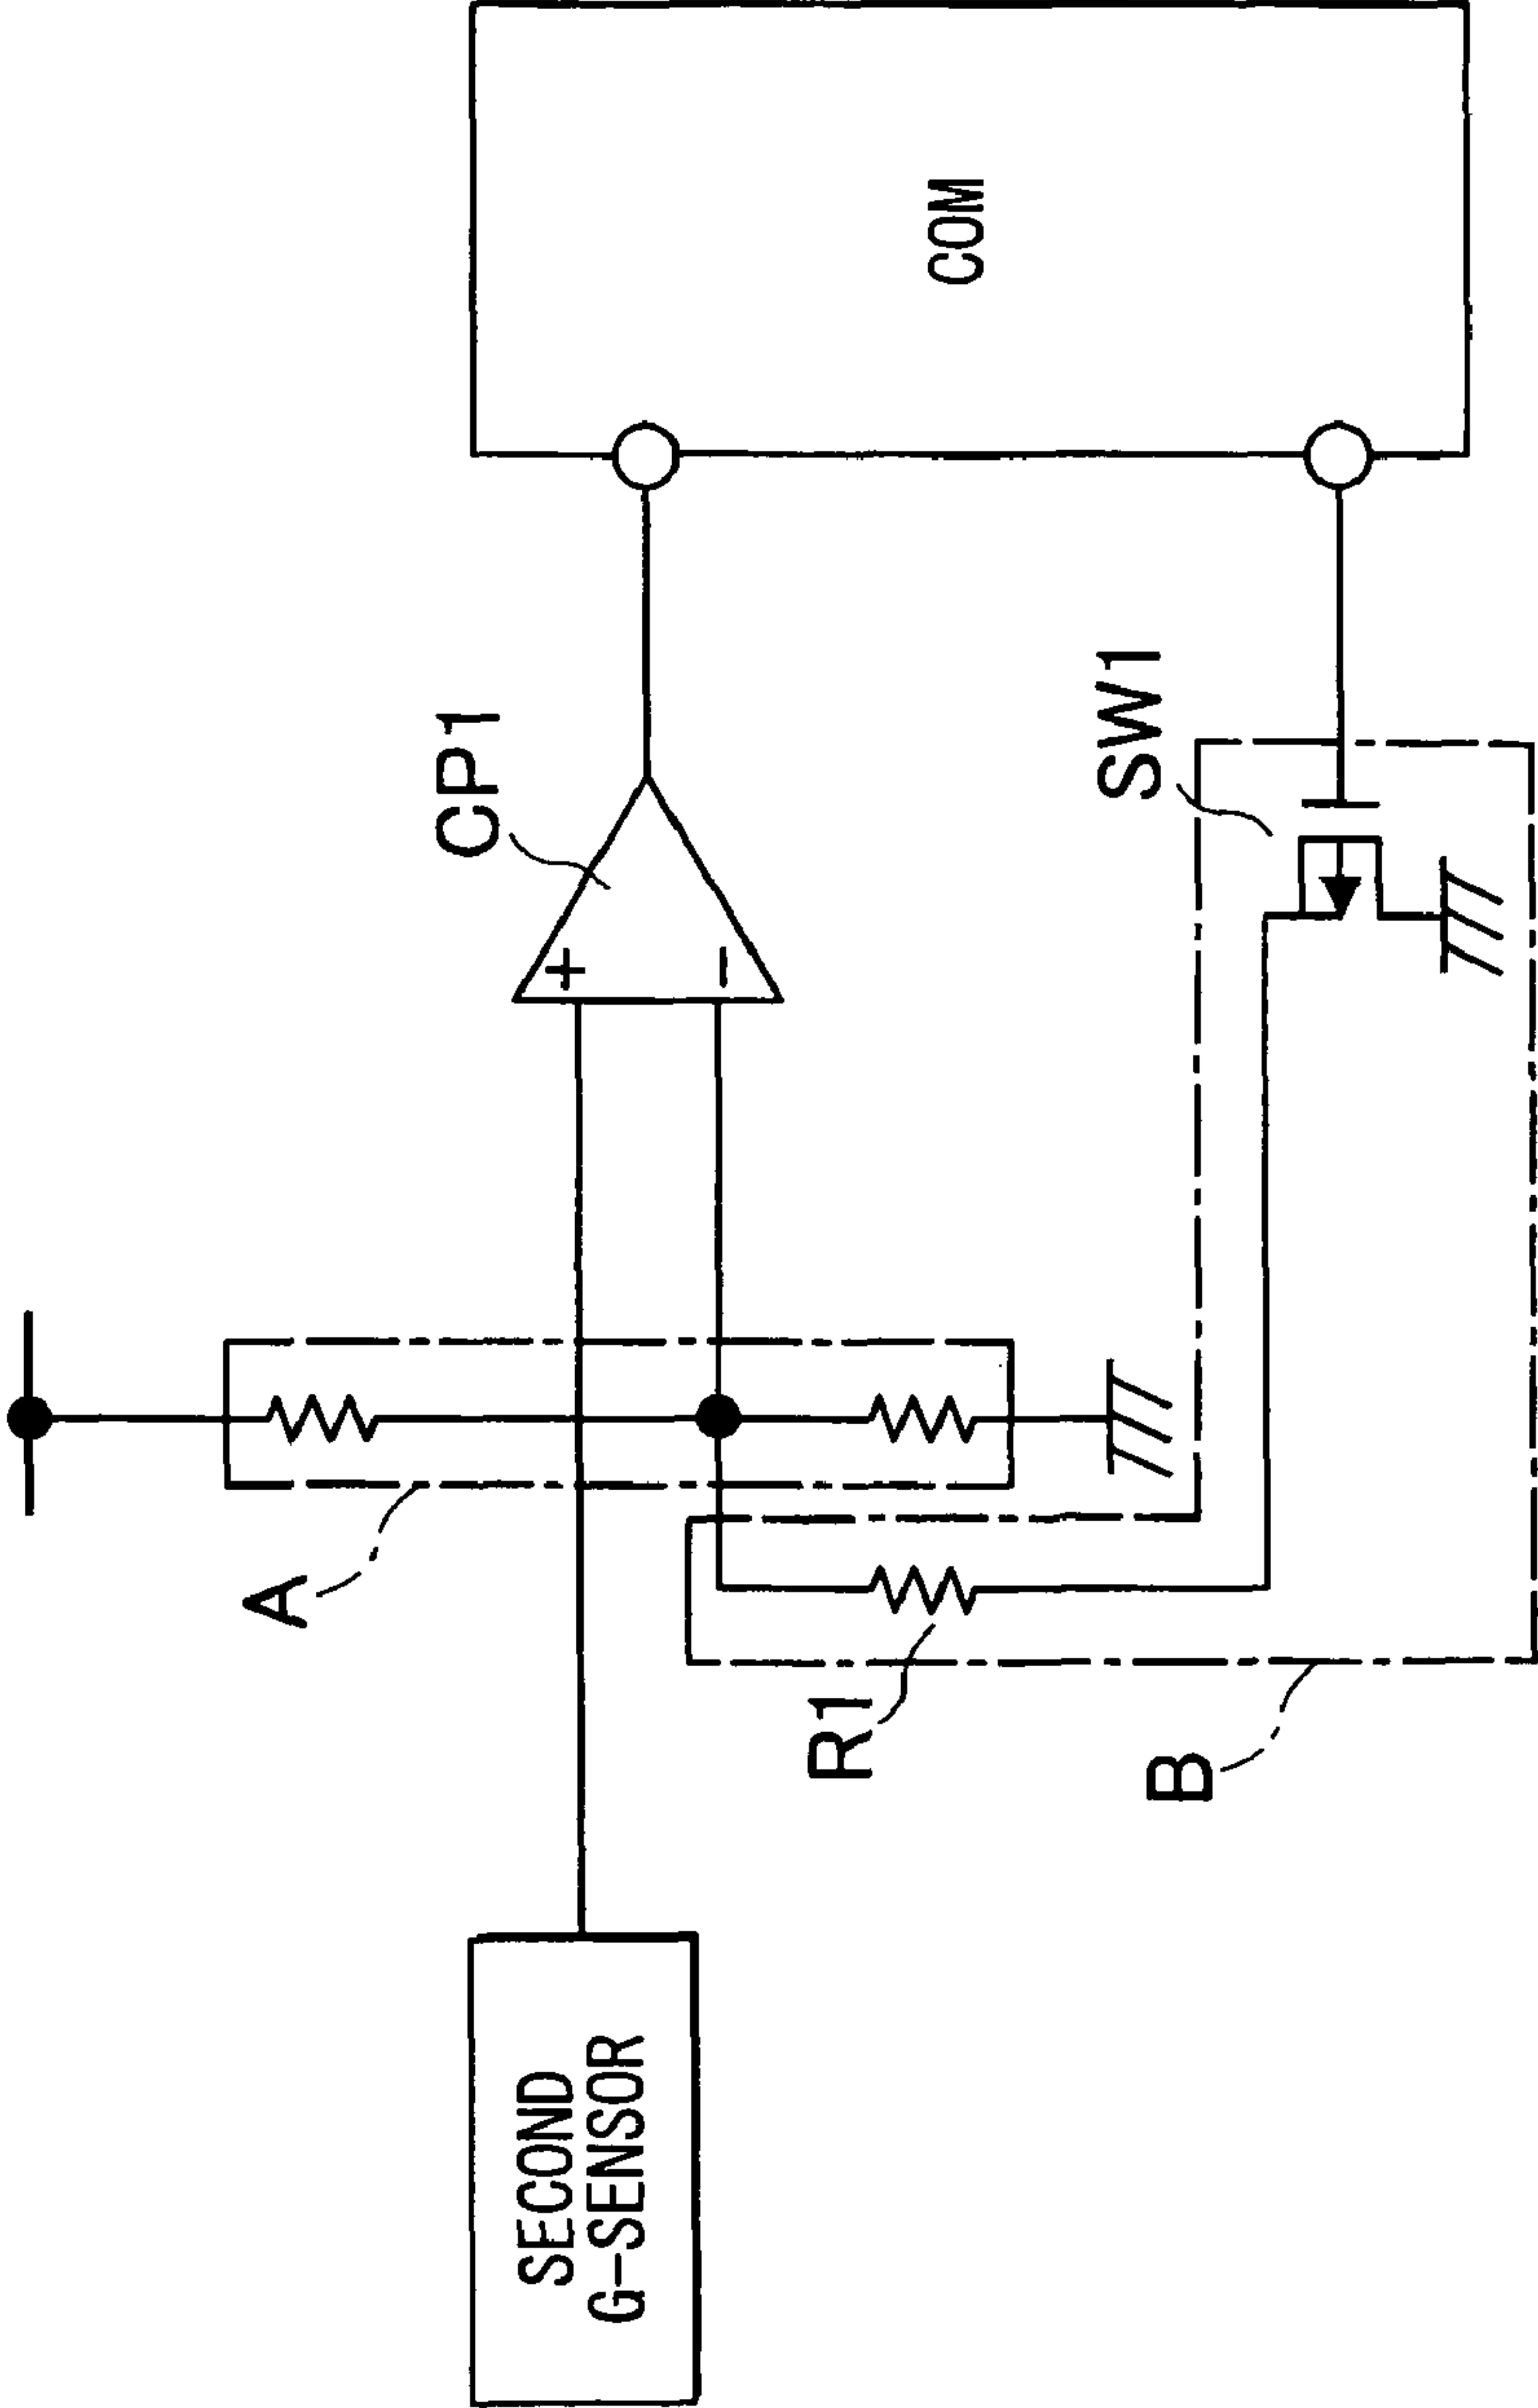 A
SECOND
G-SENSOR
CP1
+
−
COM
R1
SW1
B